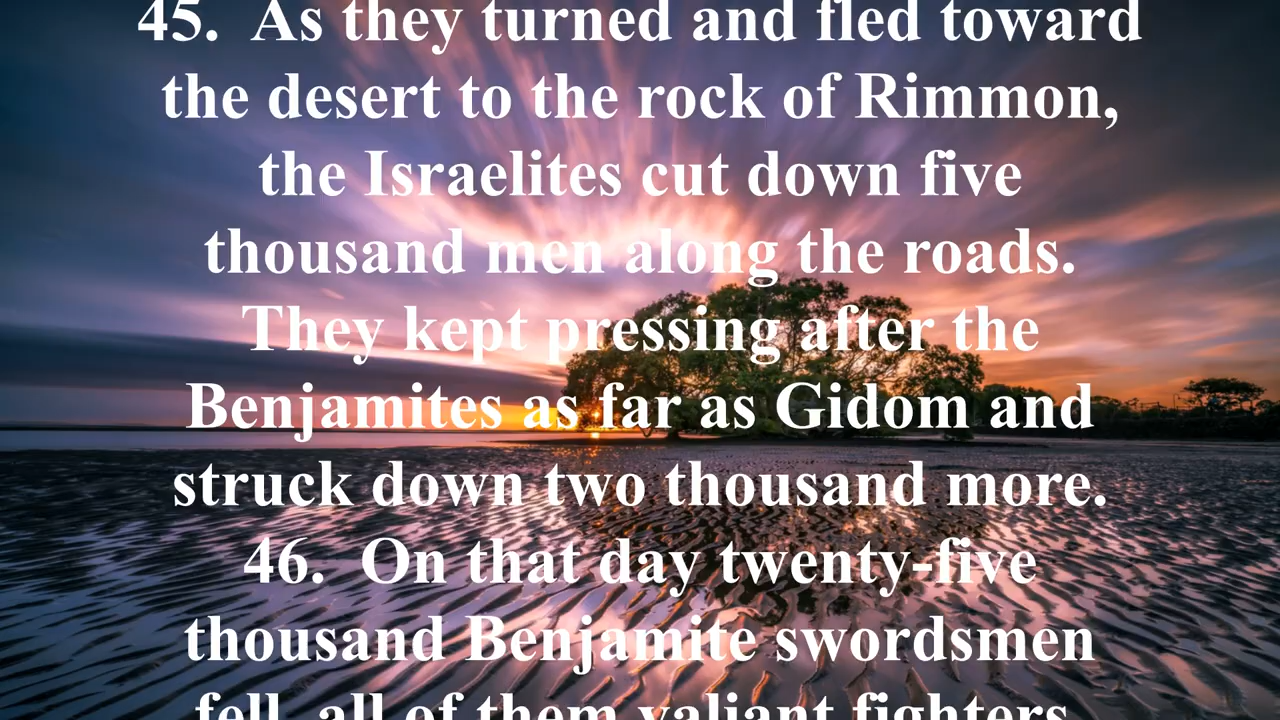 45.  As they turned and fled toward
the desert to the rock of Rimmon,
the Israelites cut down five
thousand men along the roads.
They kept pressing after the
Benjamites as far as Gidom and
struck down two thousand more.
46.  On that day twenty-five
thousand Benjamite swordsmen
fell, all of them valiant fighters.